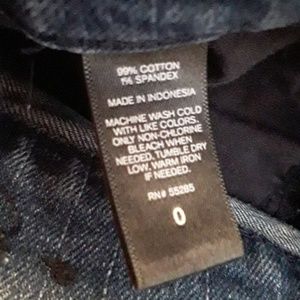 99% COTTON
1% SPANDEX
MADE IN INDONESIA
MACHINE WASH COLD
WITH LIKE COLORS.
ONLY NON-CHLORINE
BLEACH WHEN
NEEDED. TUMBLE DRY
LOW. WARM IRON
IF NEEDED.
RN# 55285
0